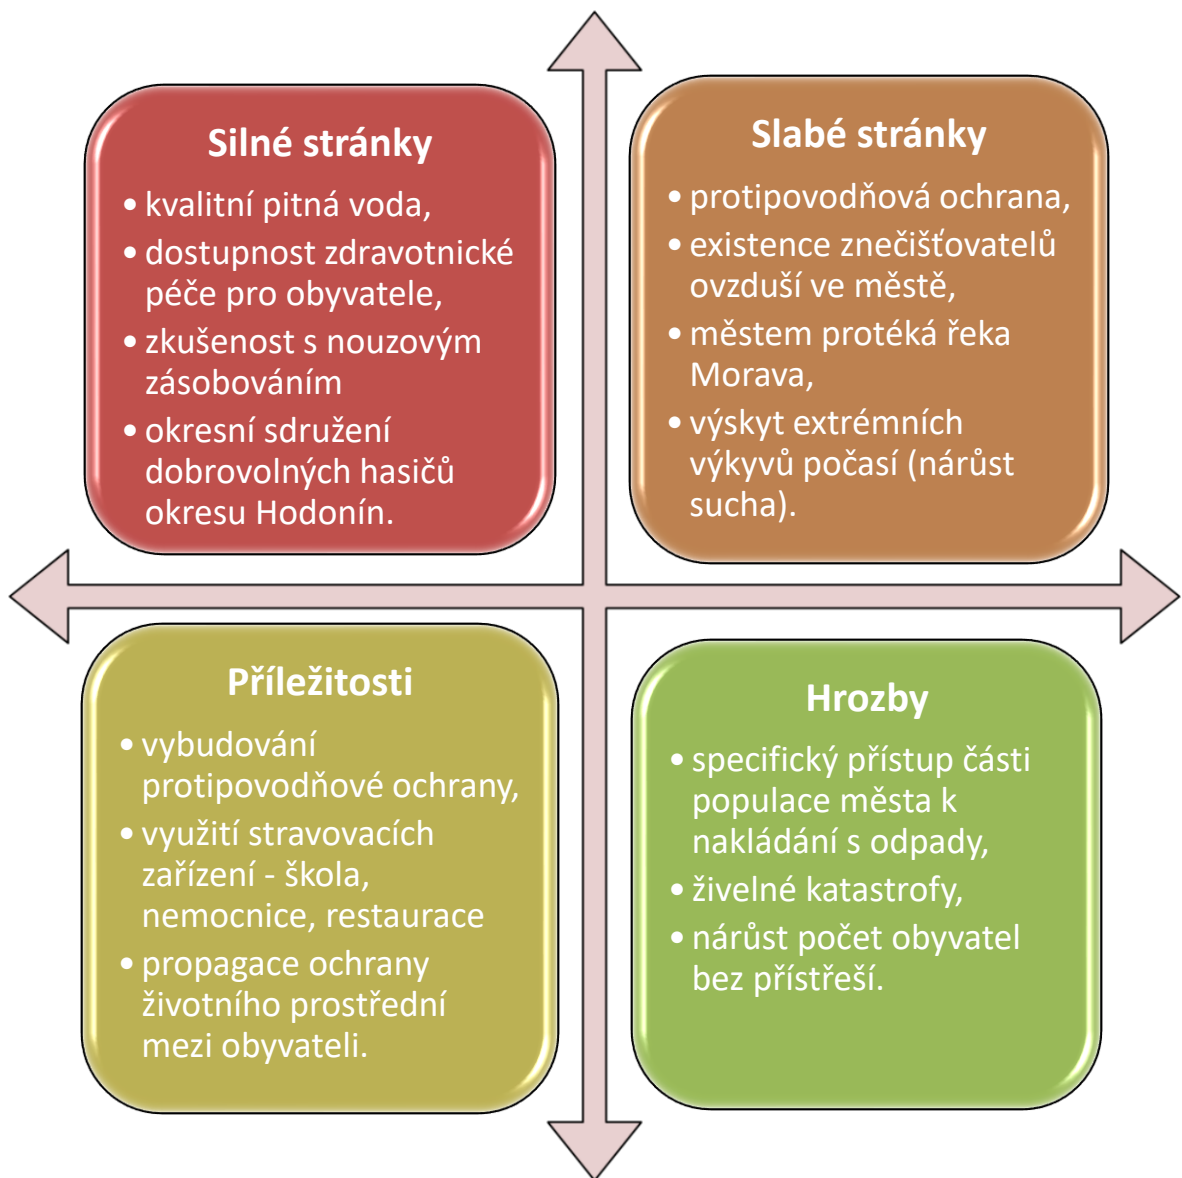 Silné stránky
• kvalitní pitná voda,
• dostupnost zdravotnické
péče pro obyvatele,
• zkušenost s nouzovým
zásobováním
• okresní sdružení
dobrovolných hasičů
okresu Hodonín.
Slabé stránky
• protipovodňová ochrana,
• existence znečišťovatelů
ovzduší ve městě,
• městem protéká řeka
Morava,
• výskyt extrémních
výkyvů počasí (nárůst
sucha).
Příležitosti
• vybudování
protipovodňové ochrany,
• využití stravovacích
zařízení - škola,
nemocnice, restaurace
• propagace ochrany
životního prostřední
mezi obyvateli.
Hrozby
• specifický přístup části
populace města k
nakládání s odpady,
• živelné katastrofy,
• nárůst počet obyvatel
bez přístřeší.